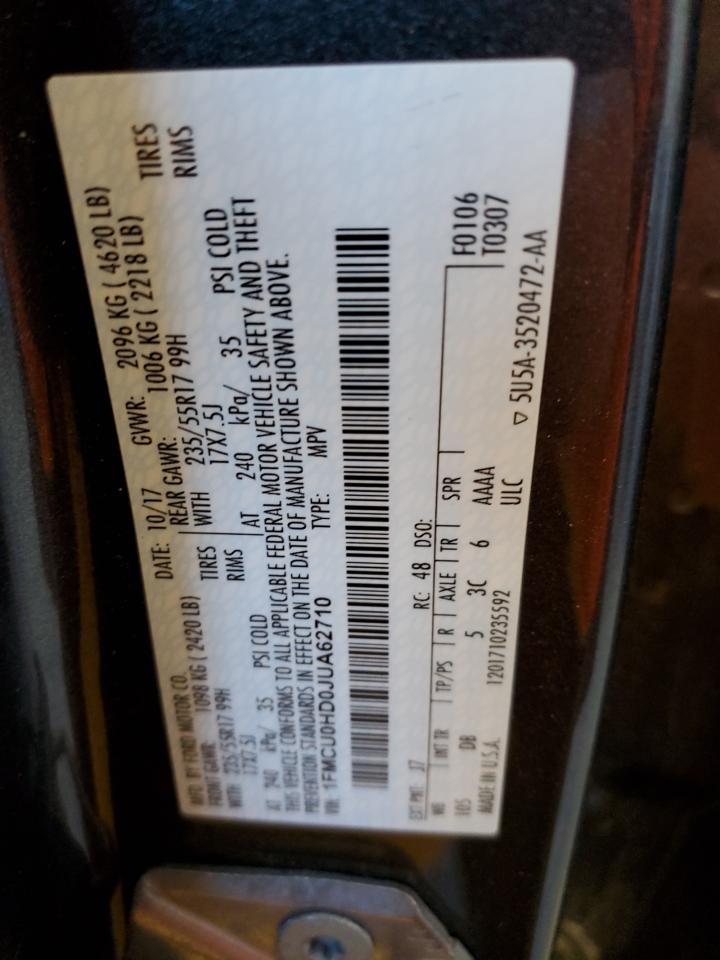 MFD. BY FORD MOTOR CO.
DATE: 10/17 GVWR: 2096 KG ( 4620 LB)
FRONT GAWR: 1098 KG ( 2420 LB) REAR GAWR: 1006 KG ( 2218 LB)
WITH 235/55R17 99H TIRES WITH 235/55R17 99H TIRES
17X7.5J RIMS 17X7.5J RIMS
AT 240 kPa/ 35 PSI COLD AT 240 kPa/ 35 PSI COLD
THIS VEHICLE CONFORMS TO ALL APPLICABLE FEDERAL MOTOR VEHICLE SAFETY AND THEFT
PREVENTION STANDARDS IN EFFECT ON THE DATE OF MANUFACTURE SHOWN ABOVE.
VIN: 1FMCU0HD0JUA62710 TYPE: MPV
EXT PNT: J7 RC: 48 DSO: F0106
T0307
WB INT TR TP/PS R AXLE TR SPR
105 DB 5 3C 6 AAAA
MADE IN U.S.A. 1201710235592 ULC ▽ 5U5A-3520472-AA